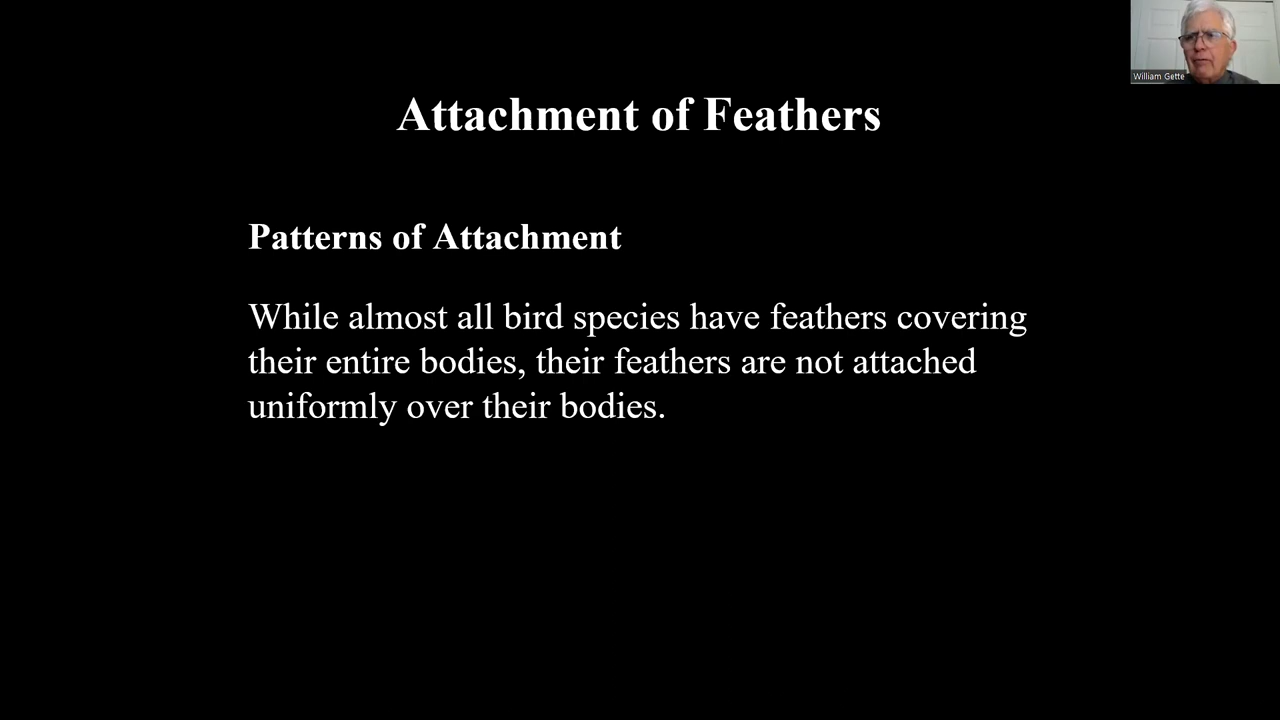 William Gette
Attachment of Feathers
Patterns of Attachment
While almost all bird species have feathers covering
their entire bodies, their feathers are not attached
uniformly over their bodies.